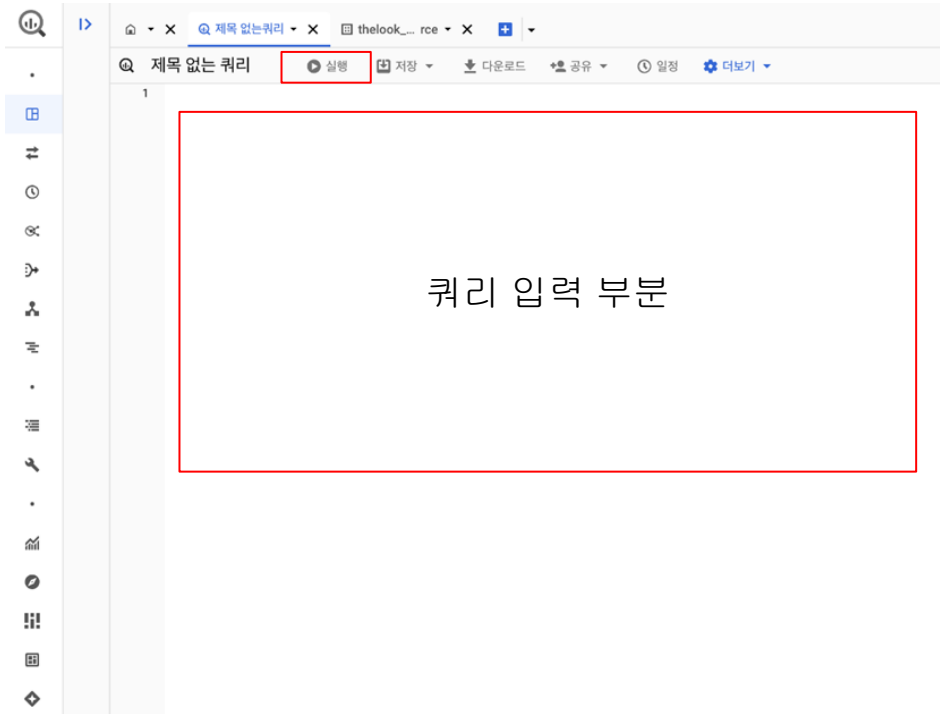 제목 없는쿼리 thelook_... rce
제목 없는 쿼리 실행 저장 다운로드 공유 일정 더보기
1
쿼리 입력 부분